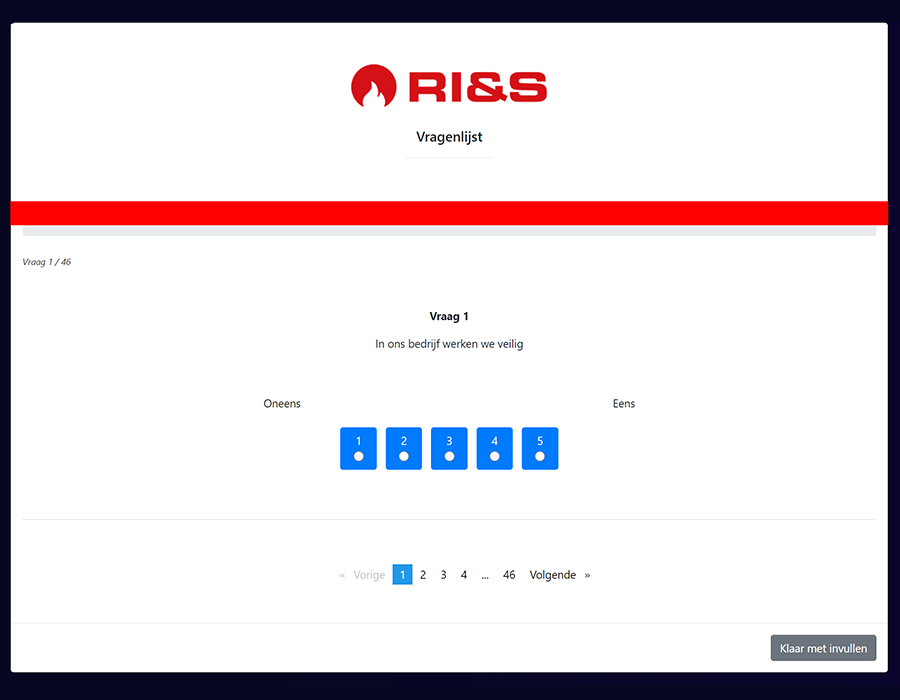 RI&S
Vragenlijst
Vraag 1 / 46
Vraag 1
In ons bedrijf werken we veilig
Oneens Eens
1 2 3 4 5
« Vorige 1 2 3 4 ... 46 Volgende »
Klaar met invullen